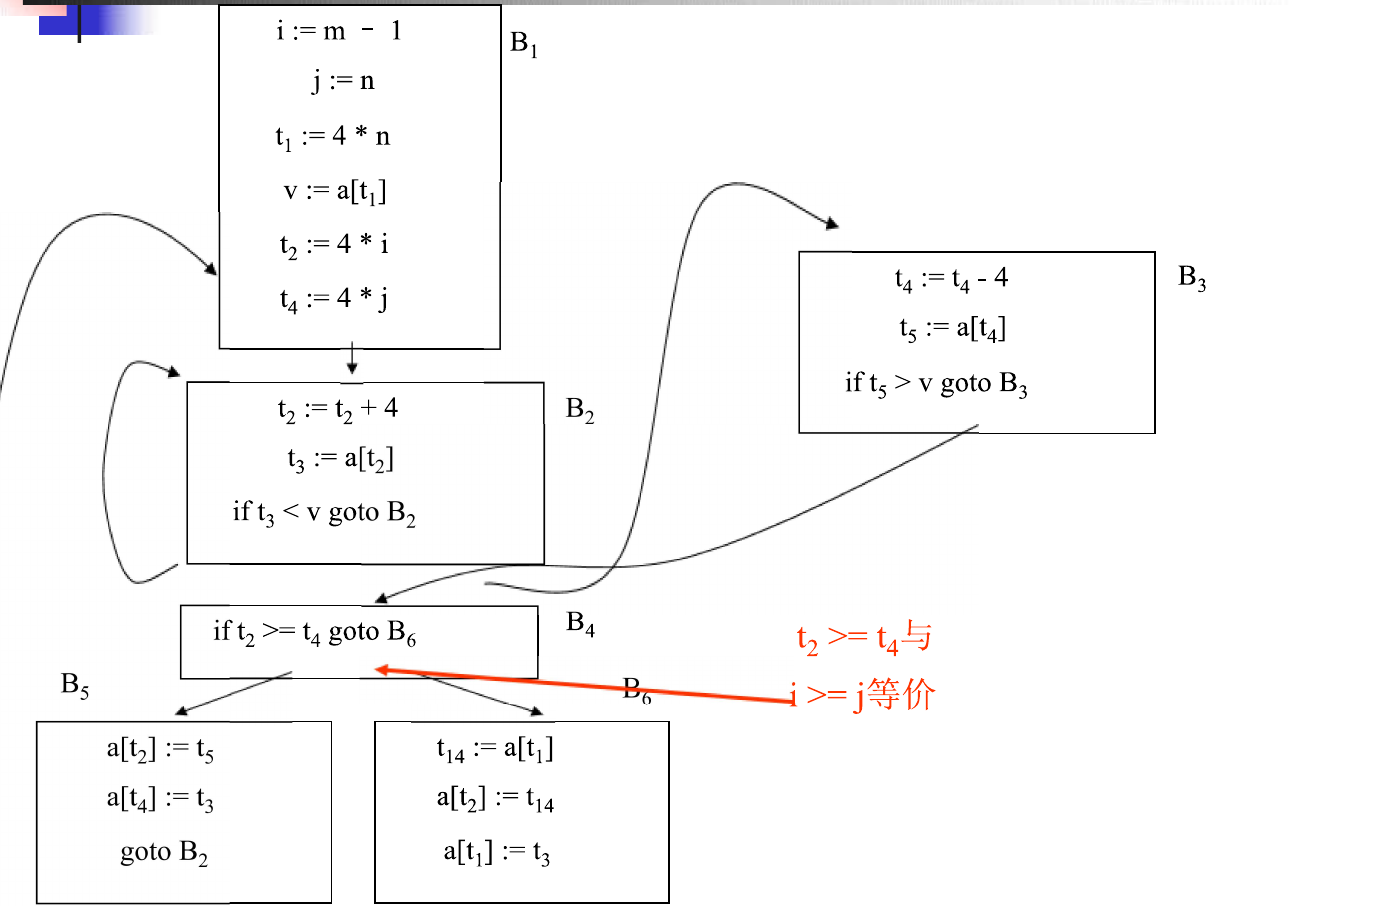 i := m － 1
B₁
j := n
t₁ := 4 * n
v := a[t₁]
t₂ := 4 * i
t₄ := 4 * j
t₄ := t₄ - 4
B₃
t₅ := a[t₄]
if t₅ > v goto B₃
t₂ := t₂ + 4
B₂
t₃ := a[t₂]
if t₃ < v goto B₂
if t₂ >= t₄ goto B₆
B₄
t₂ >= t₄与
i >= j等价
B₅
a[t₂] := t₅
a[t₄] := t₃
goto B₂
B₆
t₁₄ := a[t₁]
a[t₂] := t₁₄
a[t₁] := t₃